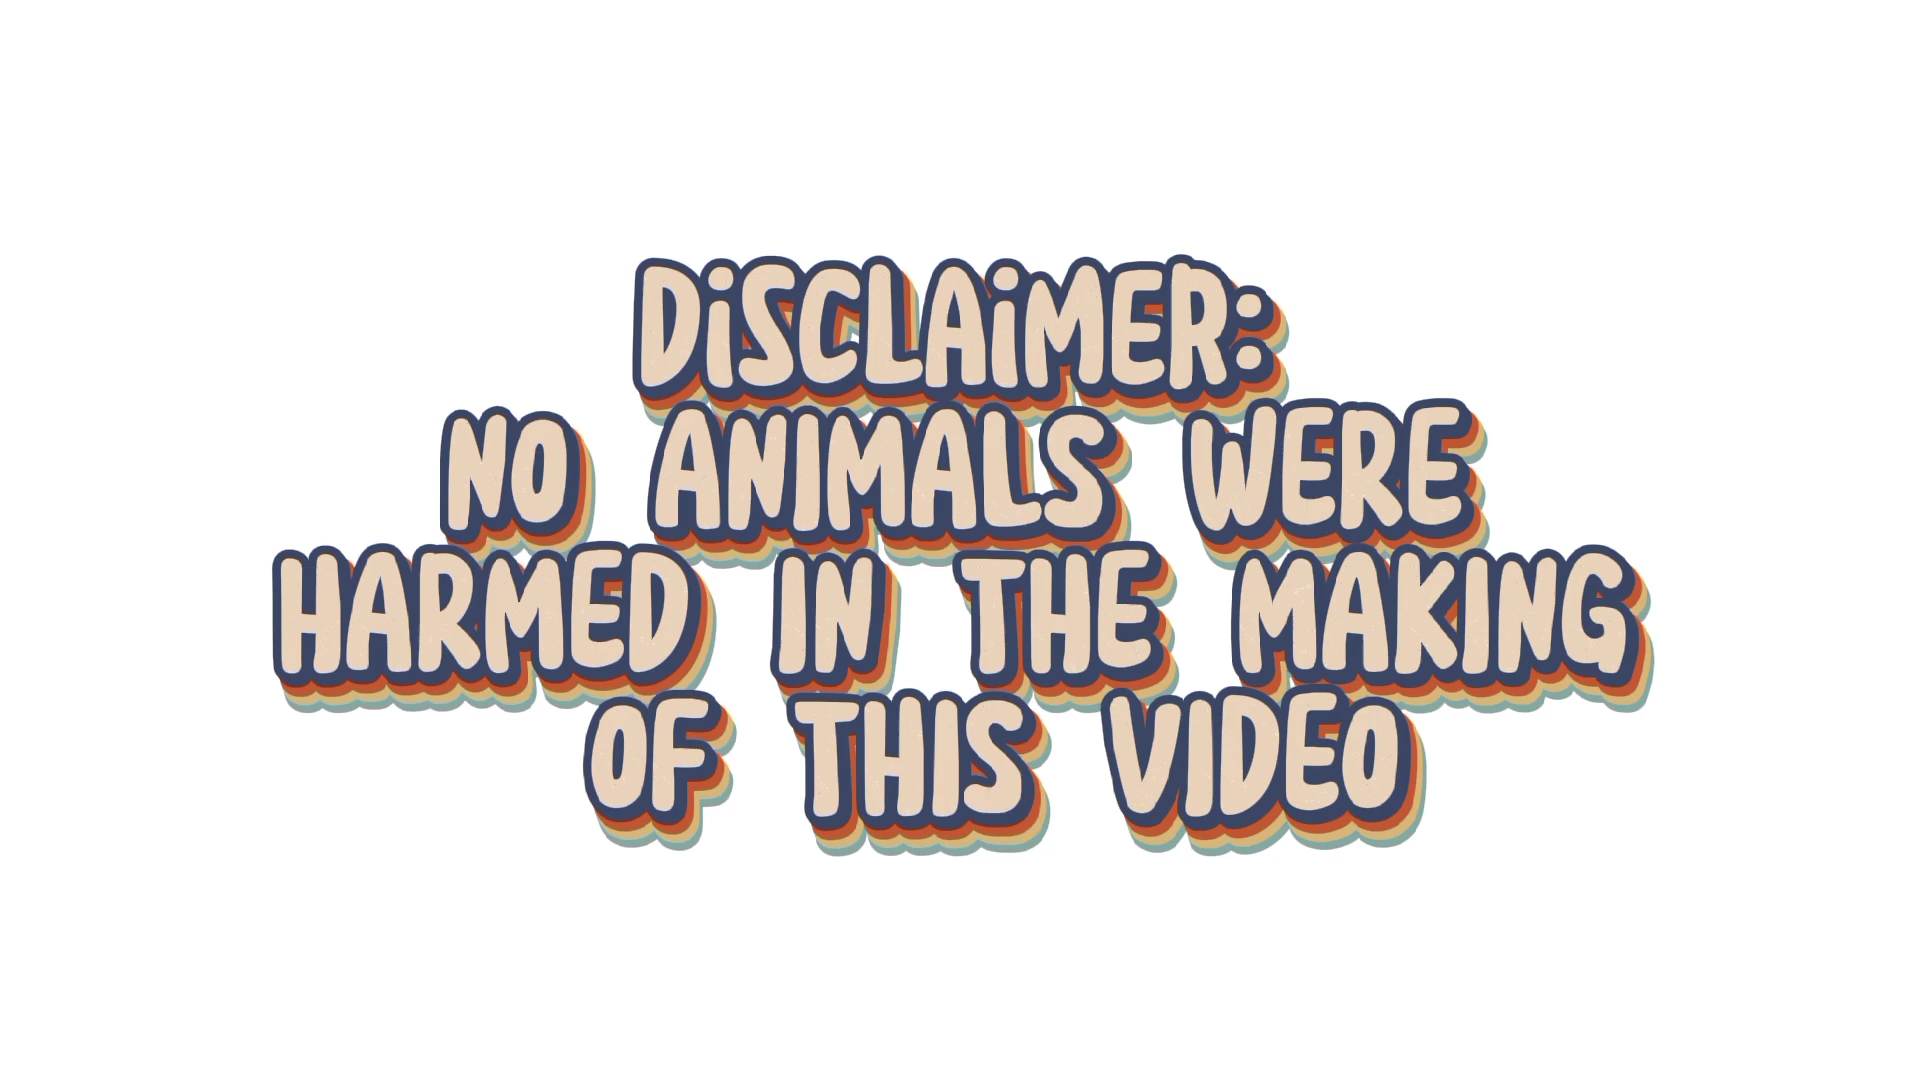 DiSCLAiMER:
NO ANIMALS WERE
HARMED IN THE MAKING
OF THIS VIDEO